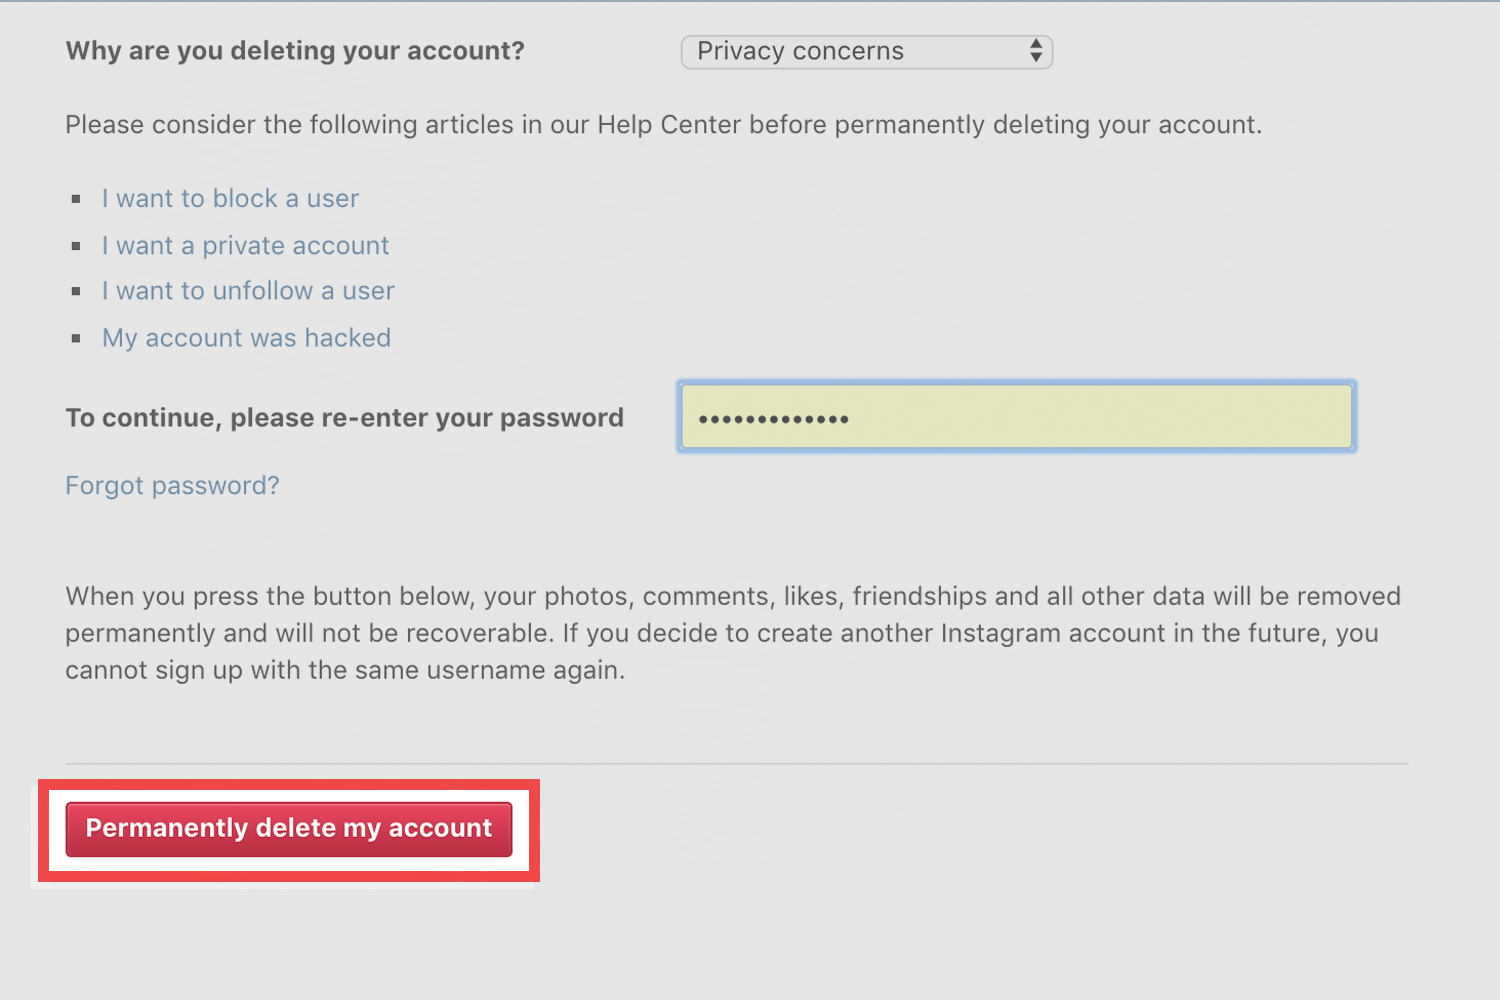 Why are you deleting your account?
Privacy concerns
Please consider the following articles in our Help Center before permanently deleting your account.
I want to block a user
I want a private account
I want to unfollow a user
My account was hacked
To continue, please re-enter your password
•••••••••••••
Forgot password?
When you press the button below, your photos, comments, likes, friendships and all other data will be removed
permanently and will not be recoverable. If you decide to create another Instagram account in the future, you
cannot sign up with the same username again.
Permanently delete my account